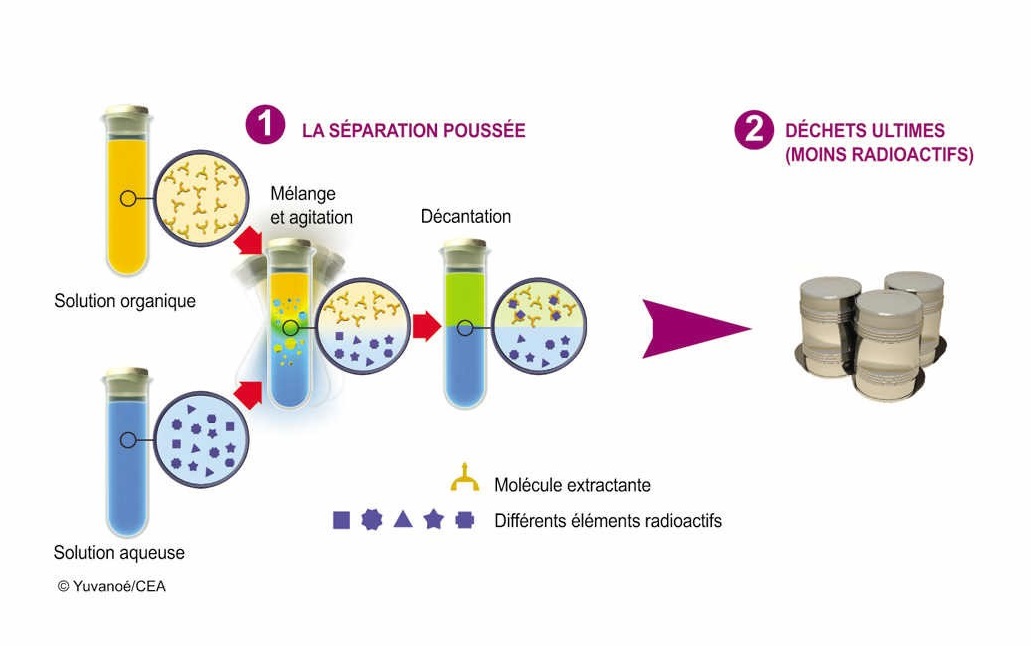 1 LA SÉPARATION POUSSÉE
2 DÉCHETS ULTIMES
(MOINS RADIOACTIFS)
Mélange
et agitation
Décantation
Solution organique
Molécule extractante
Différents éléments radioactifs
Solution aqueuse
© Yuvanoé/CEA